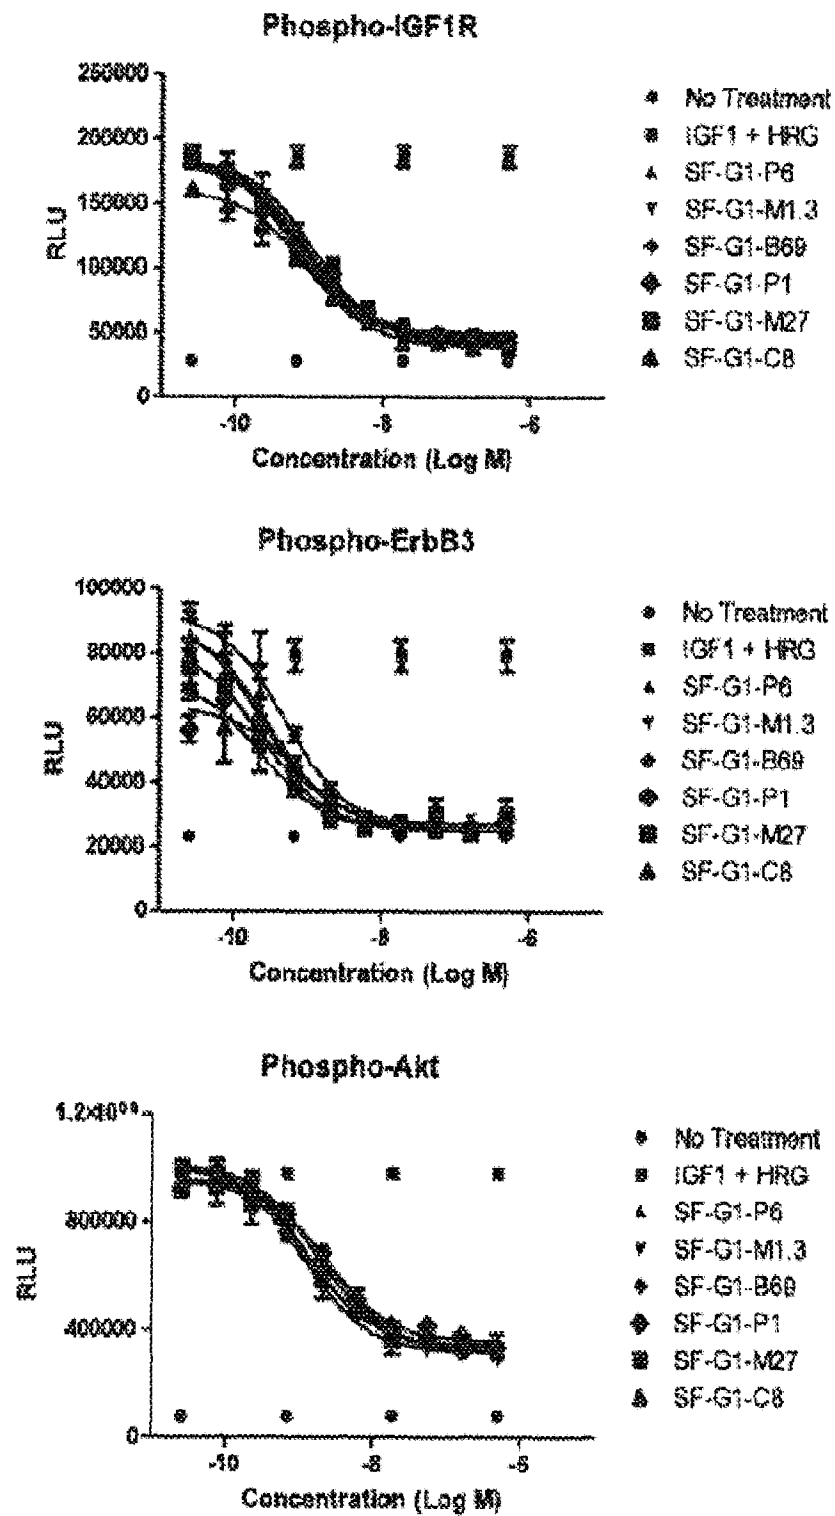 Phospho-IGF1R
250000
200000
150000
100000
50000
0
RLU
-10
-8
-6
Concentration (Log M)
No Treatment
IGF1 + HRG
SF-G1-P6
SF-G1-M1.3
SF-G1-B69
SF-G1-P1
SF-G1-M27
SF-G1-C8
Phospho-ErbB3
100000
80000
60000
40000
20000
0
RLU
-10
-8
-6
Concentration (Log M)
No Treatment
IGF1 + HRG
SF-G1-P6
SF-G1-M1.3
SF-G1-B69
SF-G1-P1
SF-G1-M27
SF-G1-C8
Phospho-Akt
800000
400000
0
RLU
-10
-8
-6
Concentration (Log M)
No Treatment
IGF1 + HRG
SF-G1-P6
SF-G1-M1.3
SF-G1-B69
SF-G1-P1
SF-G1-M27
SF-G1-C8